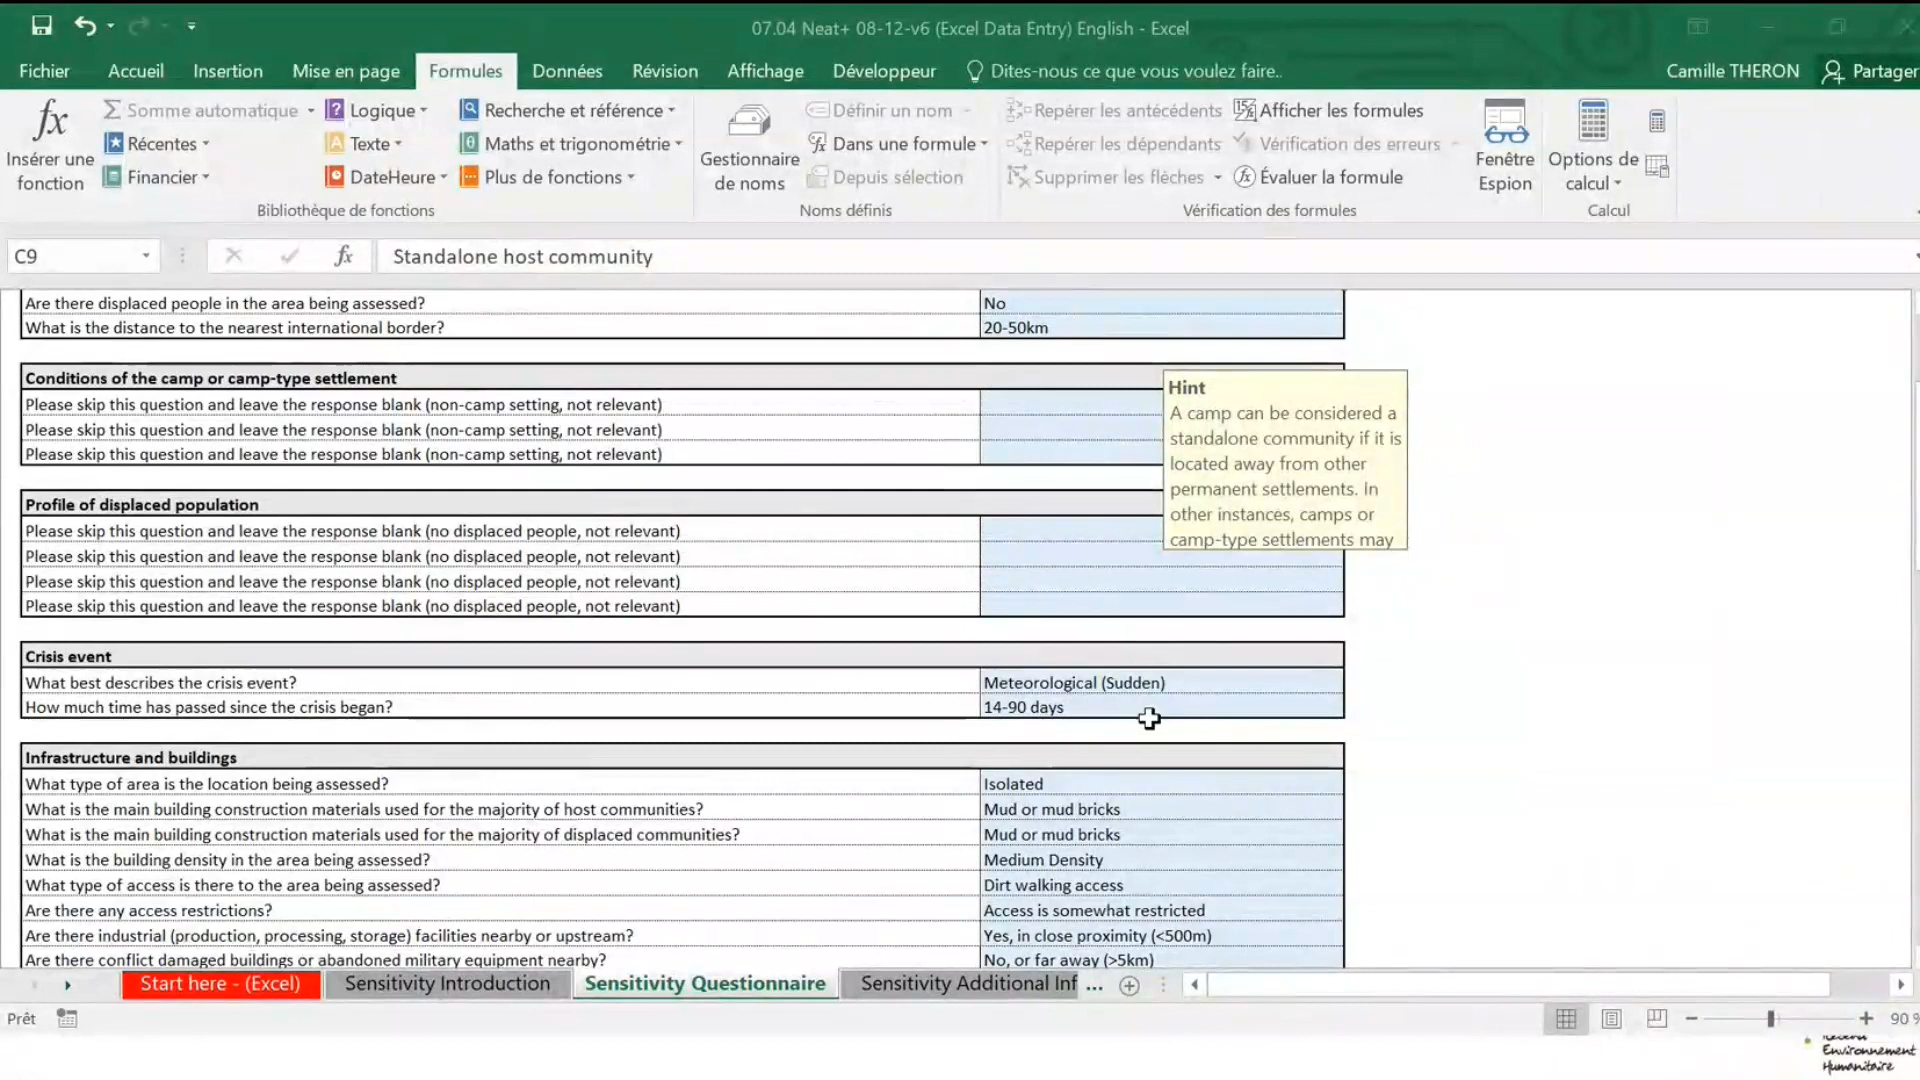 07.04 Neat+ 08-12-v6 (Excel Data Entry) English - Excel
Fichier Accueil Insertion Mise en page Formules Données Révision Affichage Développeur Dites-nous ce que vous voulez faire.. Camille THERON Partager
fx Insérer une fonction
Σ Somme automatique
Récentes
Financier
Logique
Texte
DateHeure
Recherche et référence
Maths et trigonométrie
Plus de fonctions
Bibliothèque de fonctions
Gestionnaire de noms
Définir un nom
Dans une formule
Depuis sélection
Noms définis
Repérer les antécédents
Repérer les dépendants
Supprimer les flèches
Afficher les formules
Vérification des erreurs
Évaluer la formule
Vérification des formules
Fenêtre Espion
Options de calcul
Calcul
C9 fx Standalone host community
Are there displaced people in the area being assessed? No
What is the distance to the nearest international border? 20-50km
Conditions of the camp or camp-type settlement
Please skip this question and leave the response blank (non-camp setting, not relevant)
Please skip this question and leave the response blank (non-camp setting, not relevant)
Please skip this question and leave the response blank (non-camp setting, not relevant)
Hint
A camp can be considered a
standalone community if it is
located away from other
permanent settlements. In
other instances, camps or
camp-type settlements may
Profile of displaced population
Please skip this question and leave the response blank (no displaced people, not relevant)
Please skip this question and leave the response blank (no displaced people, not relevant)
Please skip this question and leave the response blank (no displaced people, not relevant)
Please skip this question and leave the response blank (no displaced people, not relevant)
Crisis event
What best describes the crisis event? Meteorological (Sudden)
How much time has passed since the crisis began? 14-90 days
Infrastructure and buildings
What type of area is the location being assessed? Isolated
What is the main building construction materials used for the majority of host communities? Mud or mud bricks
What is the main building construction materials used for the majority of displaced communities? Mud or mud bricks
What is the building density in the area being assessed? Medium Density
What type of access is there to the area being assessed? Dirt walking access
Are there any access restrictions? Access is somewhat restricted
Are there industrial (production, processing, storage) facilities nearby or upstream? Yes, in close proximity (<500m)
Are there conflict damaged buildings or abandoned military equipment nearby? No, or far away (>5km)
Start here - (Excel) Sensitivity Introduction Sensitivity Questionnaire Sensitivity Additional Inf ...
Prêt 90 %
Environnement
Humanitaire